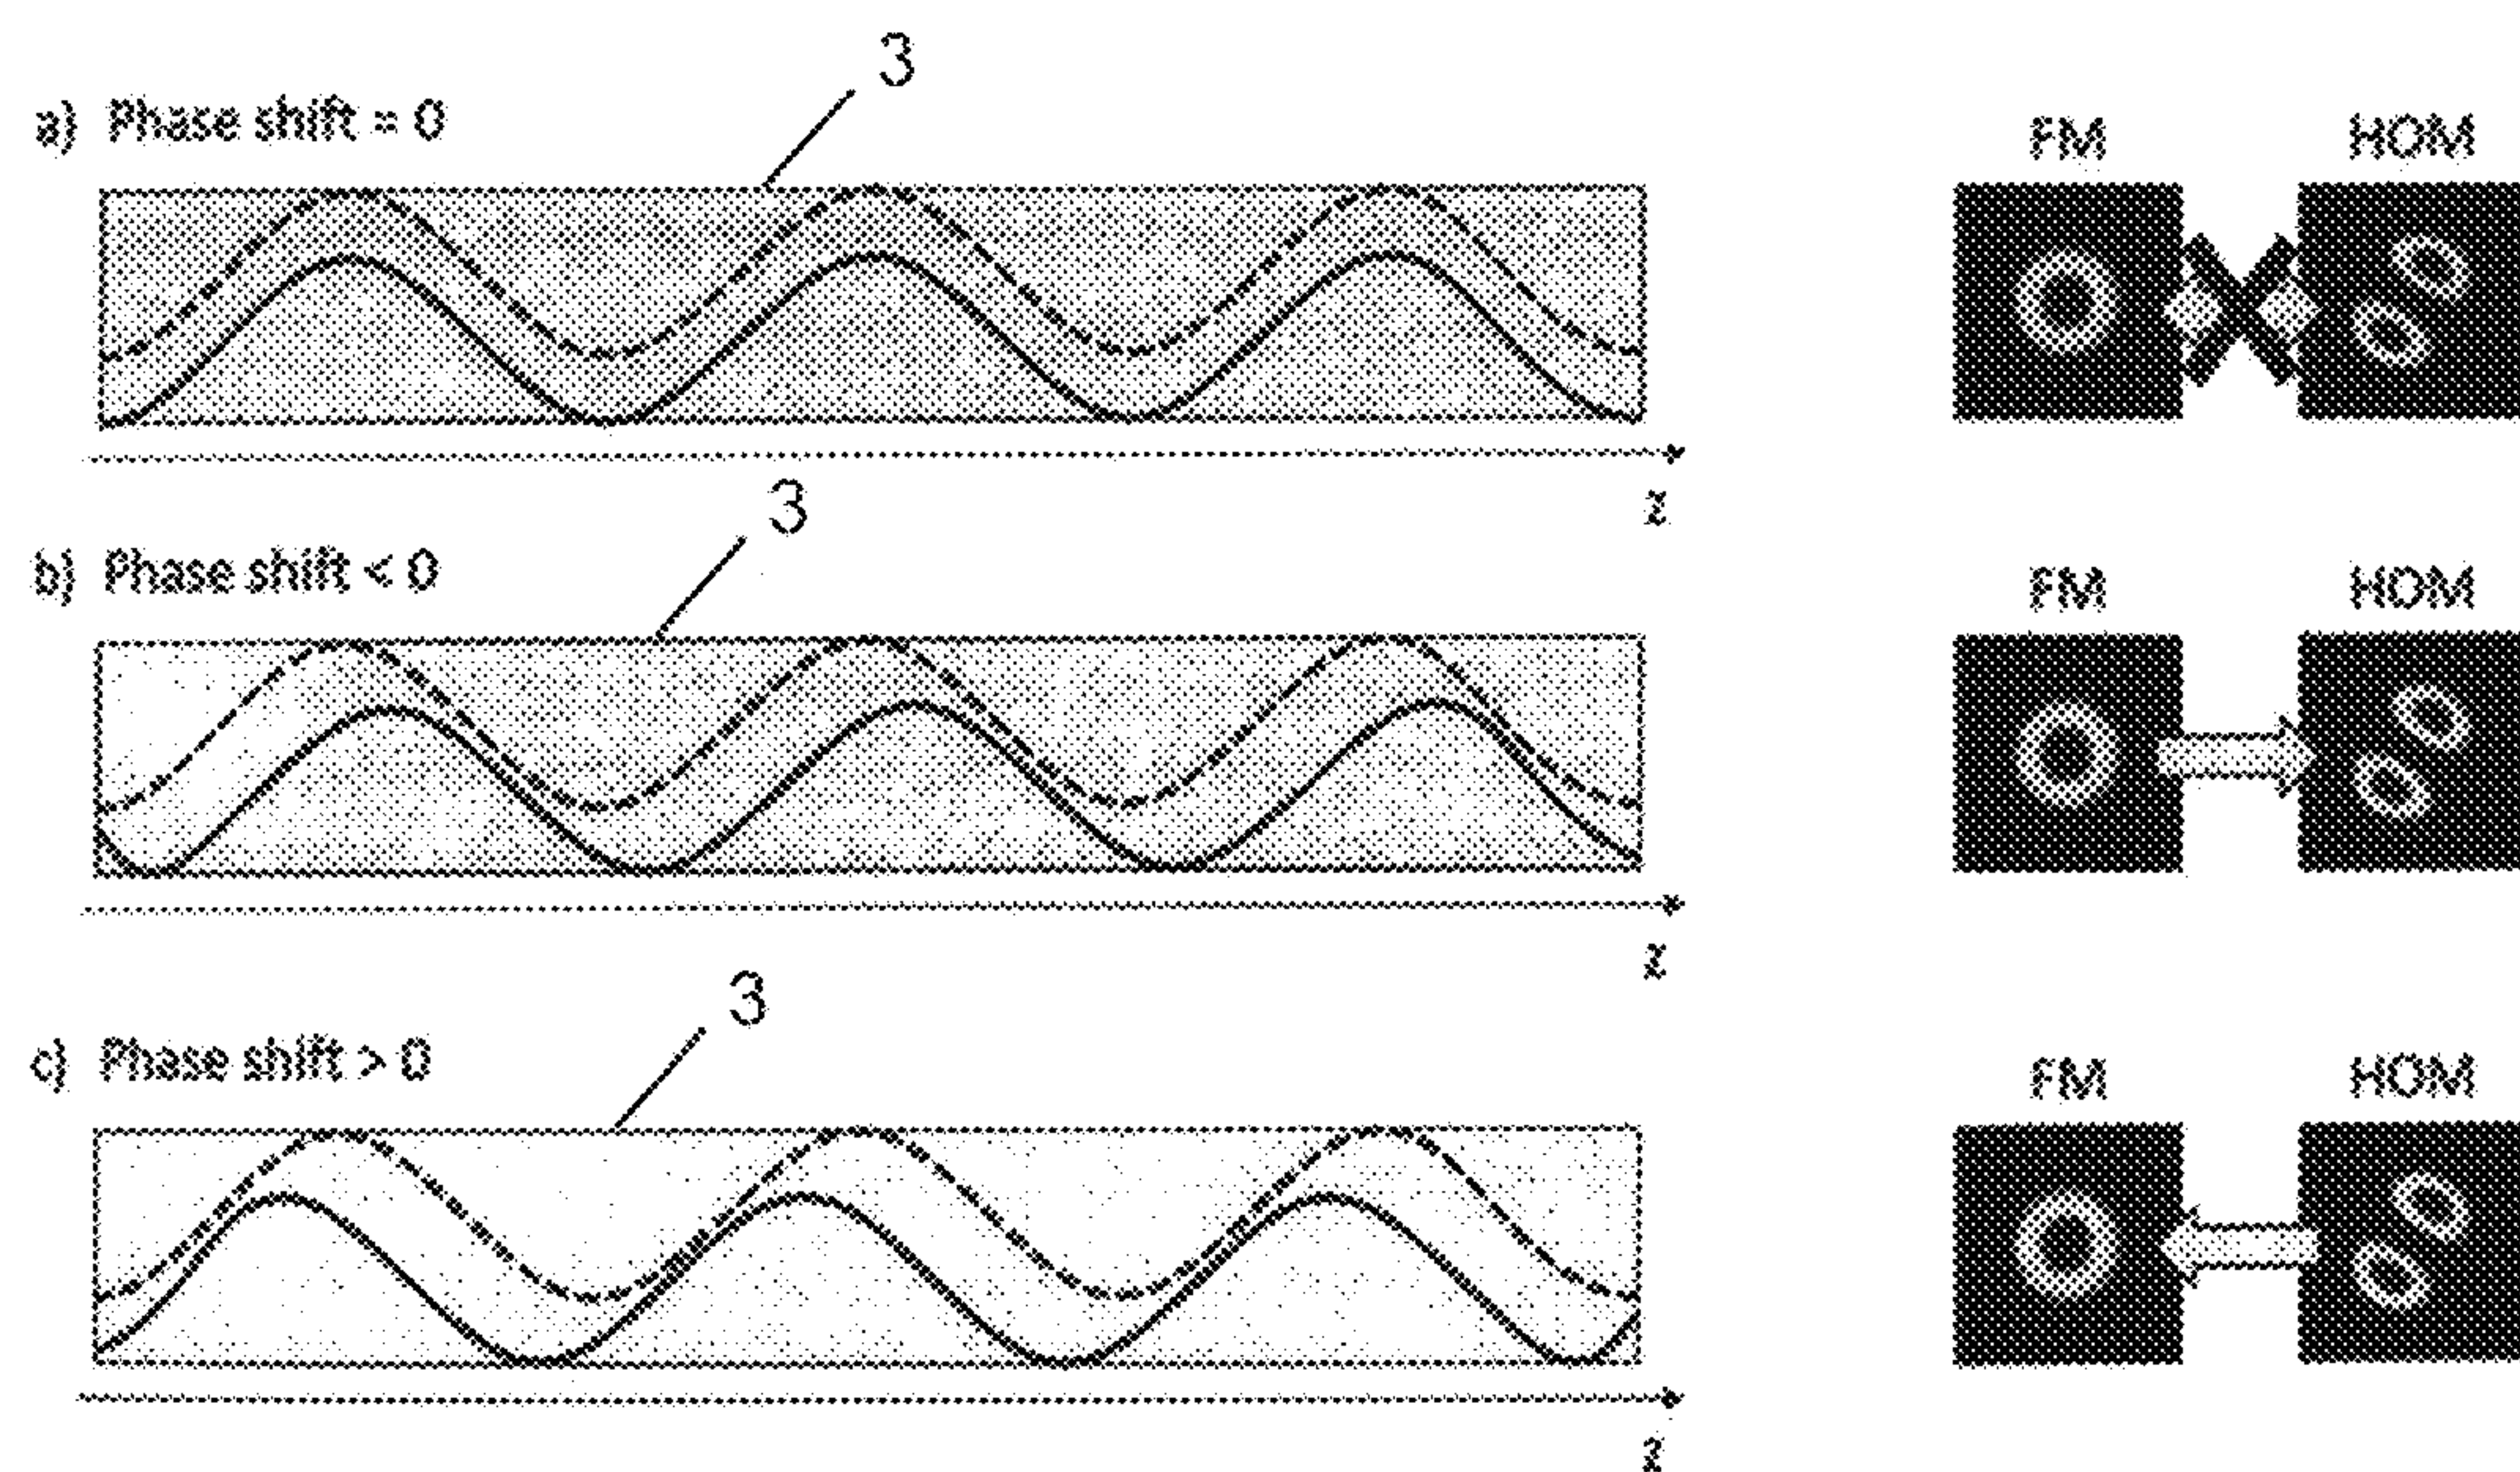 3
a) Phase shift = 0
FM HOM
z
3
b) Phase shift < 0
FM HOM
z
3
c) Phase shift > 0
FM HOM
z